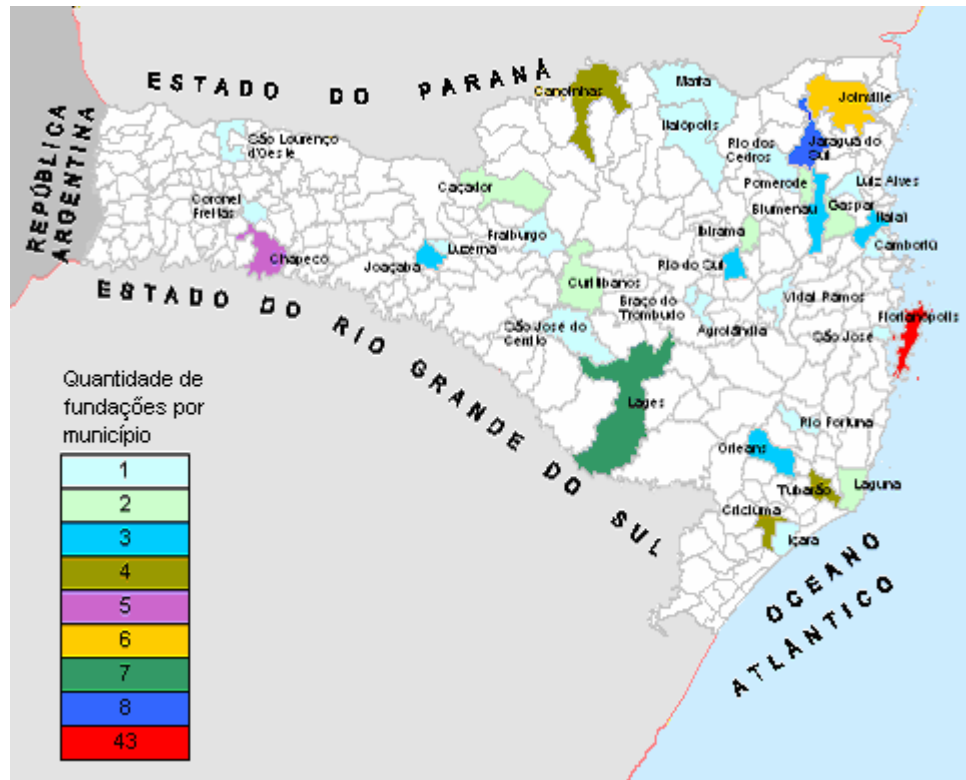 ESTADO DO PARANÁ
REPÚBLICA
ARGENTINA
ESTADO DO RIO GRANDE DO SUL
OCEANO
ATLÂNTICO
Canoinhas
Mafra
Itaiópolis
Joinville
São Lourenço
d'Oeste
Rio dos
Cedros
Jaraguá do
Sul
Coronel
Freitas
Caçador
Pomerode
Luiz Alves
Blumenau
Gaspar
Itajaí
Camboriú
Chapecó
Joaçaba
Luzerna
Fraiburgo
Ibirama
Rio do Sul
Curitibanos
Braço do
Trombudo
Vidal Ramos
Agrolândia
Florianópolis
São José
São José do
Cerrito
Lages
Rio Fortuna
Orleans
Tubarão
Laguna
Criciúma
Içara
Quantidade de
fundações por
município
1
2
3
4
5
6
7
8
43